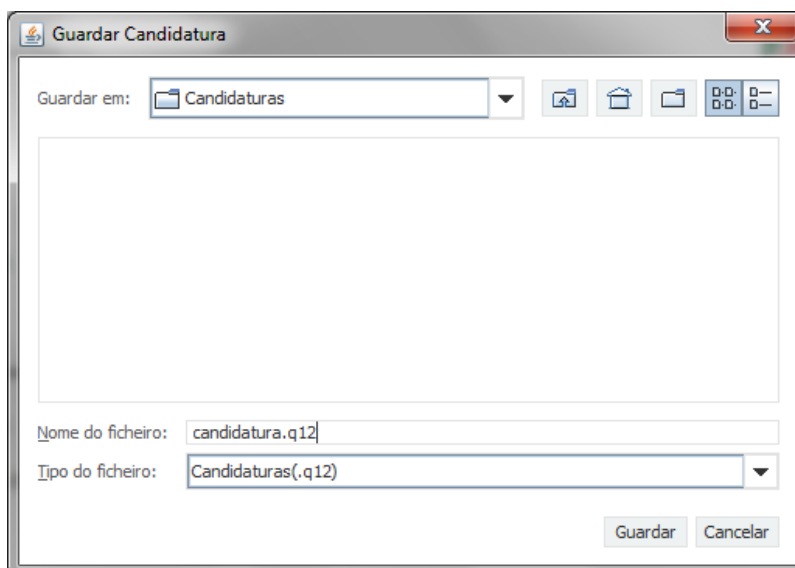 Guardar Candidatura
Guardar em: Candidaturas
Nome do ficheiro: candidatura.q12
Tipo do ficheiro: Candidaturas(.q12)
Guardar Cancelar